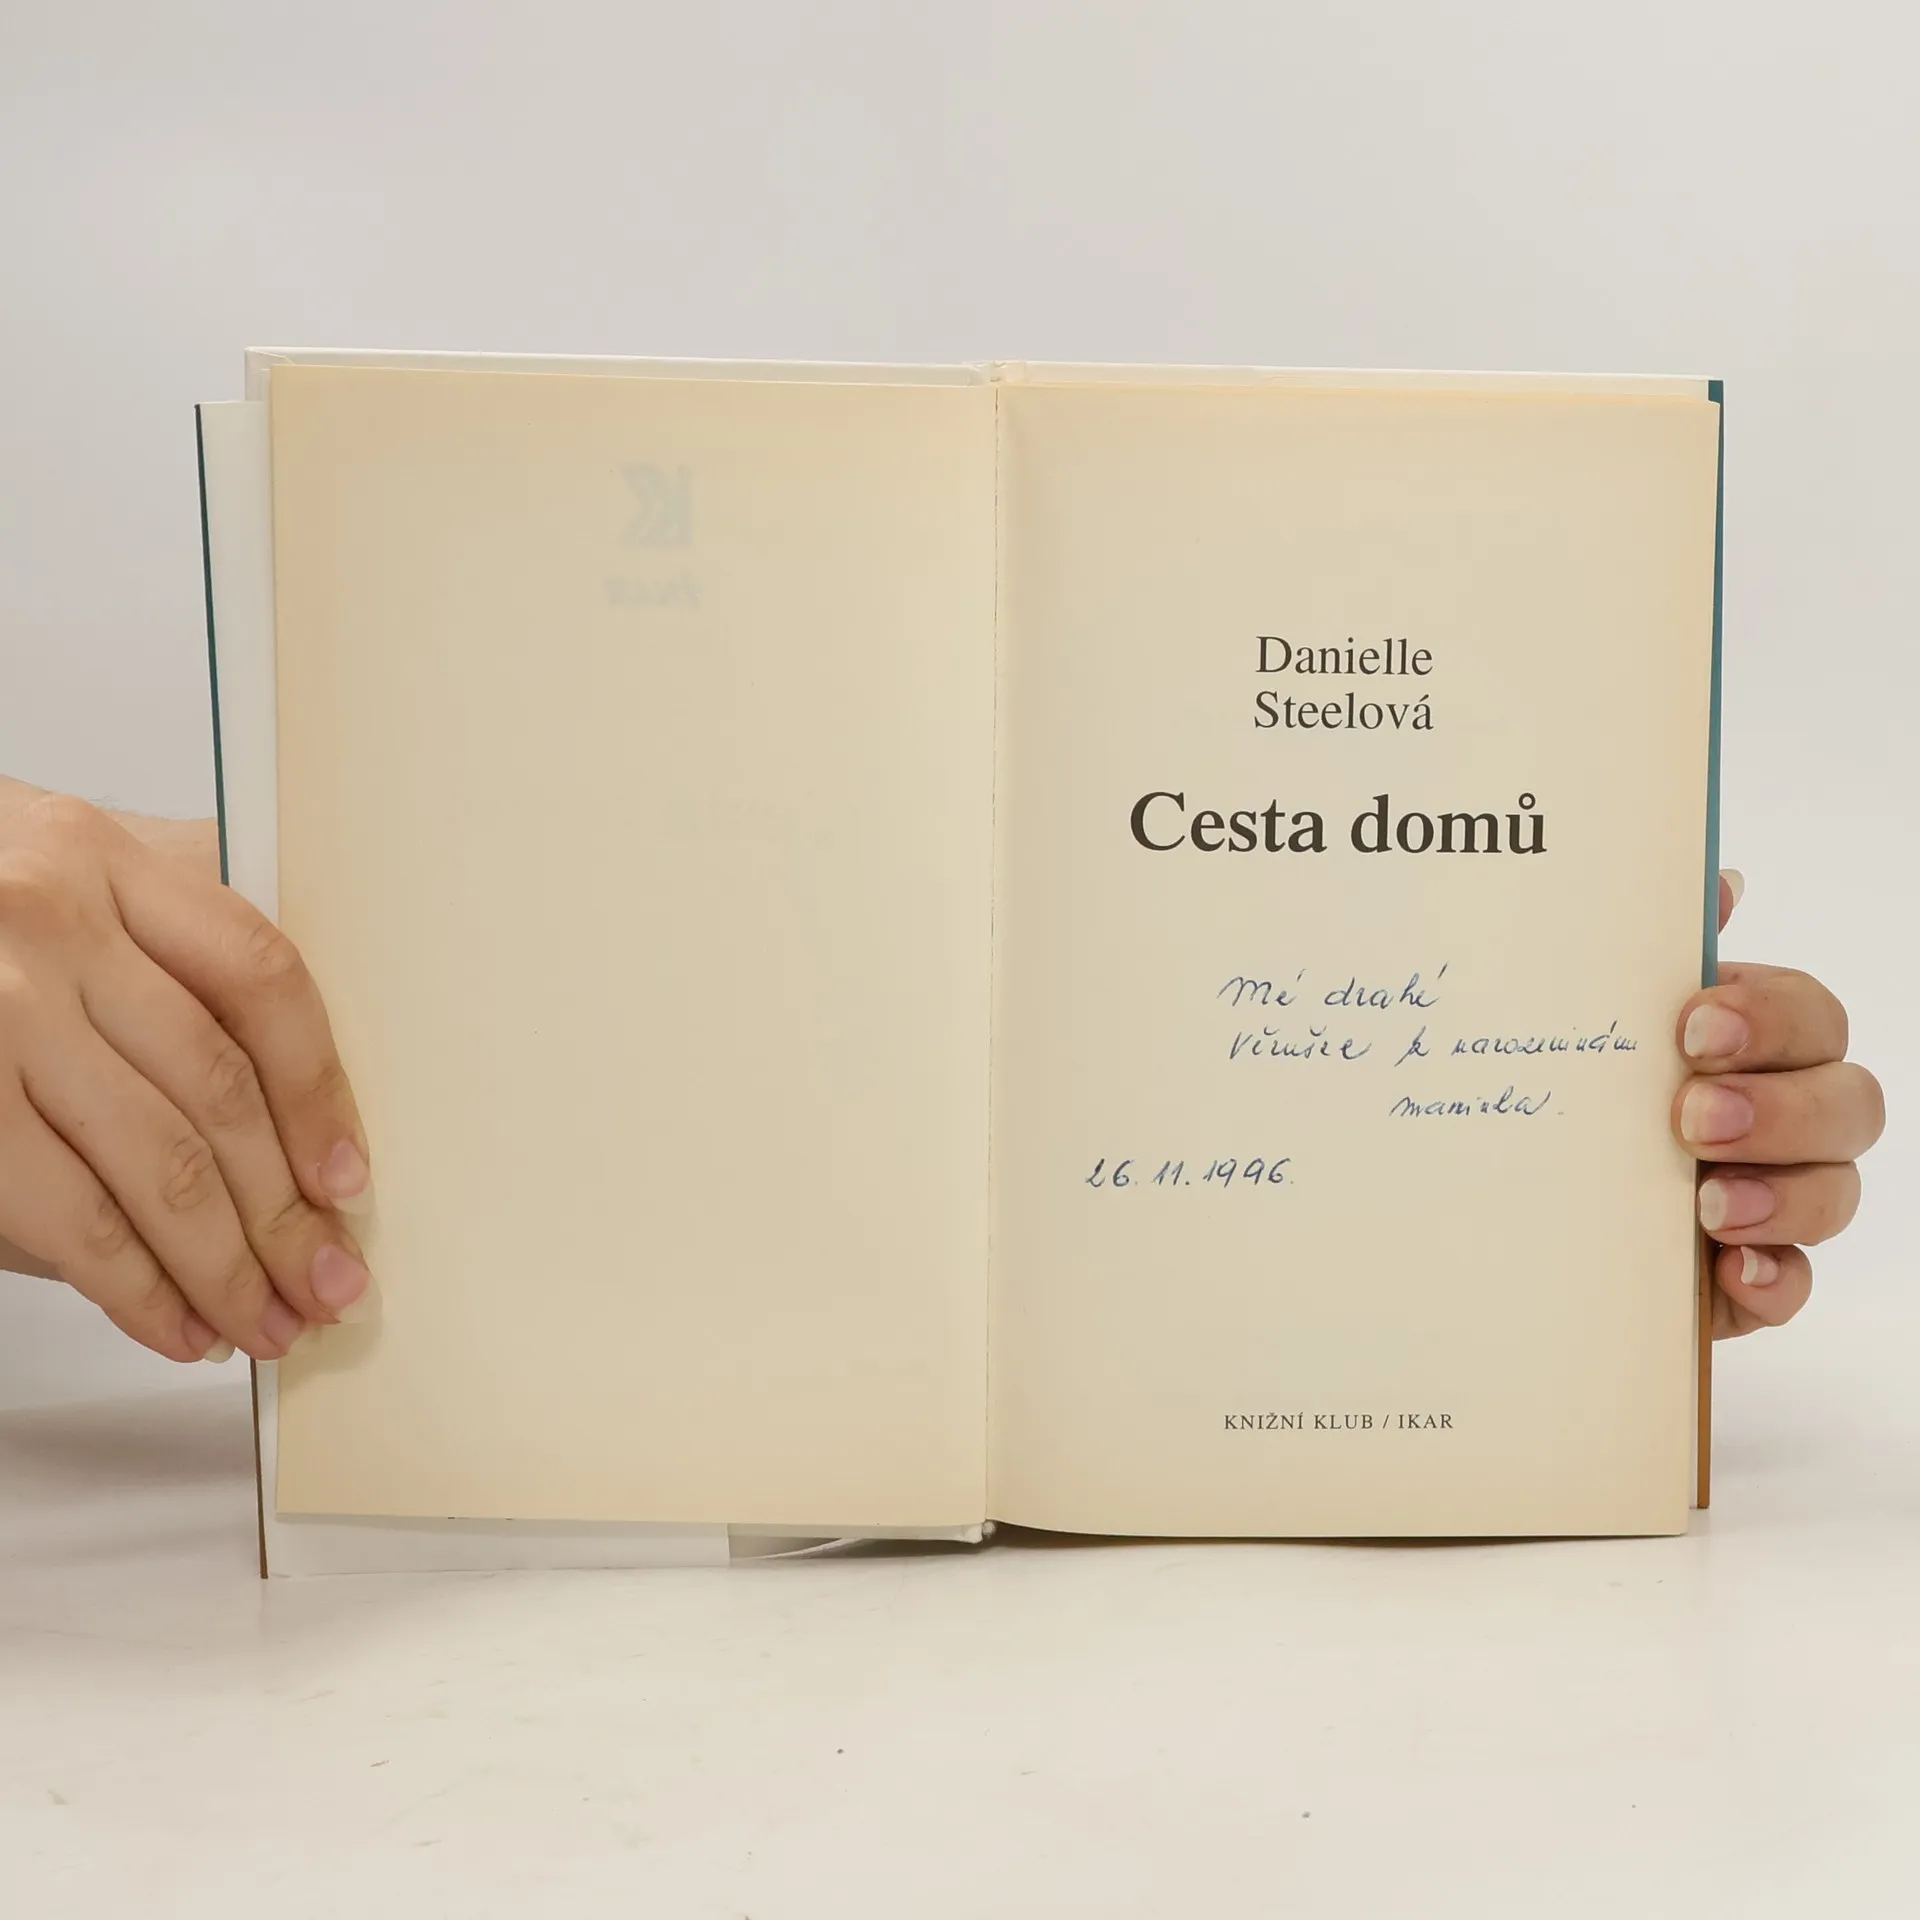 Danielle
Steelová
Cesta domů
Mé drahé
Věrušce k narozeninám
maminka.
26. 11. 1996.
KNIŽNÍ KLUB / IKAR